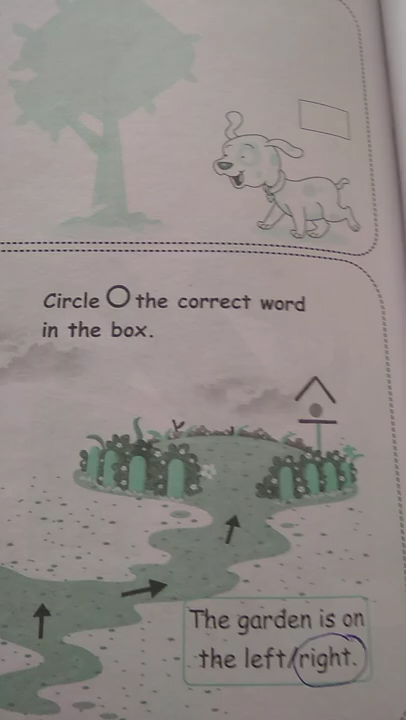 Circle O the correct word
in the box.
The garden is on
the left/right.